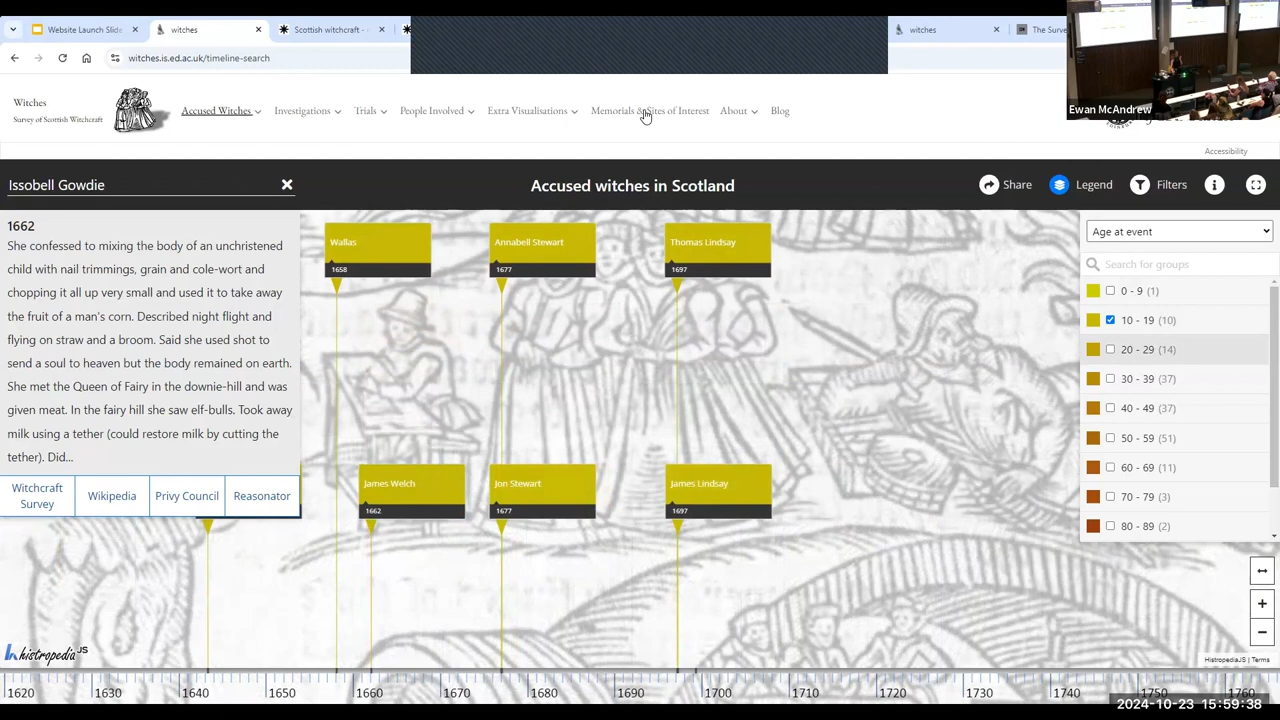 Website Launch Slide
witches
Scottish witchcraft -
witches
The Surve
witches.is.ed.ac.uk/timeline-search
Ewan McAndrew
Witches
Survey of Scottish Witchcraft
Accused Witches
Investigations
Trials
People Involved
Extra Visualisations
Memorials & Sites of Interest
About
Blog
Accessibility
Issobell Gowdie
Accused witches in Scotland
Share
Legend
Filters
1662
She confessed to mixing the body of an unchristened
child with nail trimmings, grain and cole-wort and
chopping it all up very small and used it to take away
the fruit of a man's corn. Described night flight and
flying on straw and a broom. Said she used shot to
send a soul to heaven but the body remained on earth.
She met the Queen of Fairy in the downie-hill and was
given meat. In the fairy hill she saw elf-bulls. Took away
milk using a tether (could restore milk by cutting the
tether). Did...
Witchcraft
Survey
Wikipedia
Privy Council
Reasonator
Wallas
1658
Annabell Stewart
1677
Thomas Lindsay
1697
James Welch
1662
Jon Stewart
1677
James Lindsay
1697
Age at event
Search for groups
0 - 9 (1)
10 - 19 (10)
20 - 29 (14)
30 - 39 (37)
40 - 49 (37)
50 - 59 (51)
60 - 69 (11)
70 - 79 (3)
80 - 89 (2)
histropedia JS
HistropediaJS | Terms
1620 1630 1640 1650 1660 1670 1680 1690 1700 1710 1720 1730 1740 1750 1760
2024-10-23 15:59:38